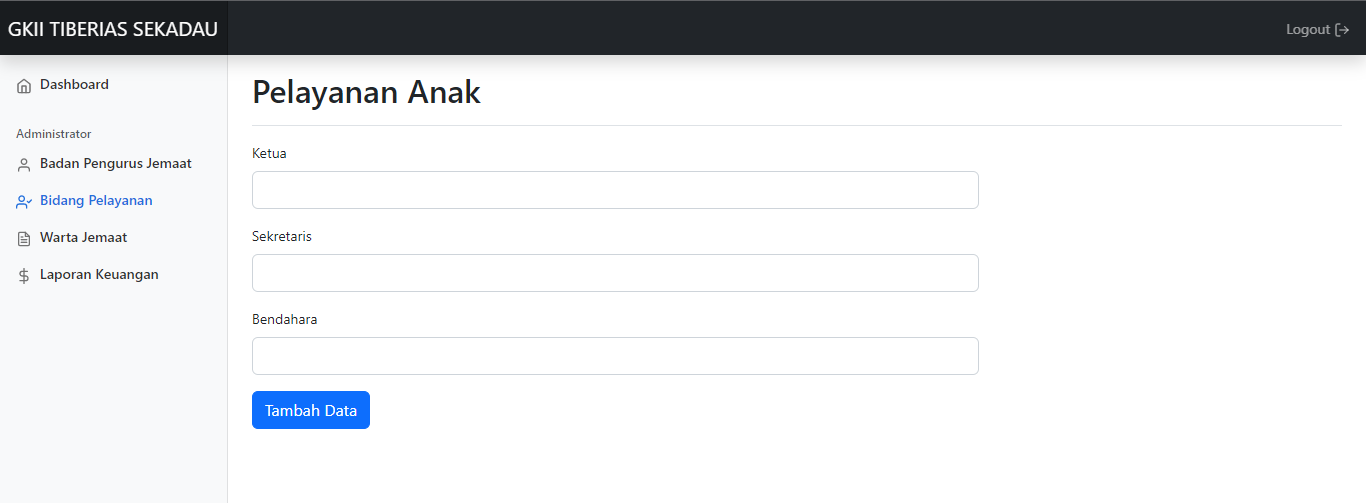 GKII TIBERIAS SEKADAU
Logout
Dashboard
Administrator
Badan Pengurus Jemaat
Bidang Pelayanan
Warta Jemaat
Laporan Keuangan
Pelayanan Anak
Ketua
Sekretaris
Bendahara
Tambah Data